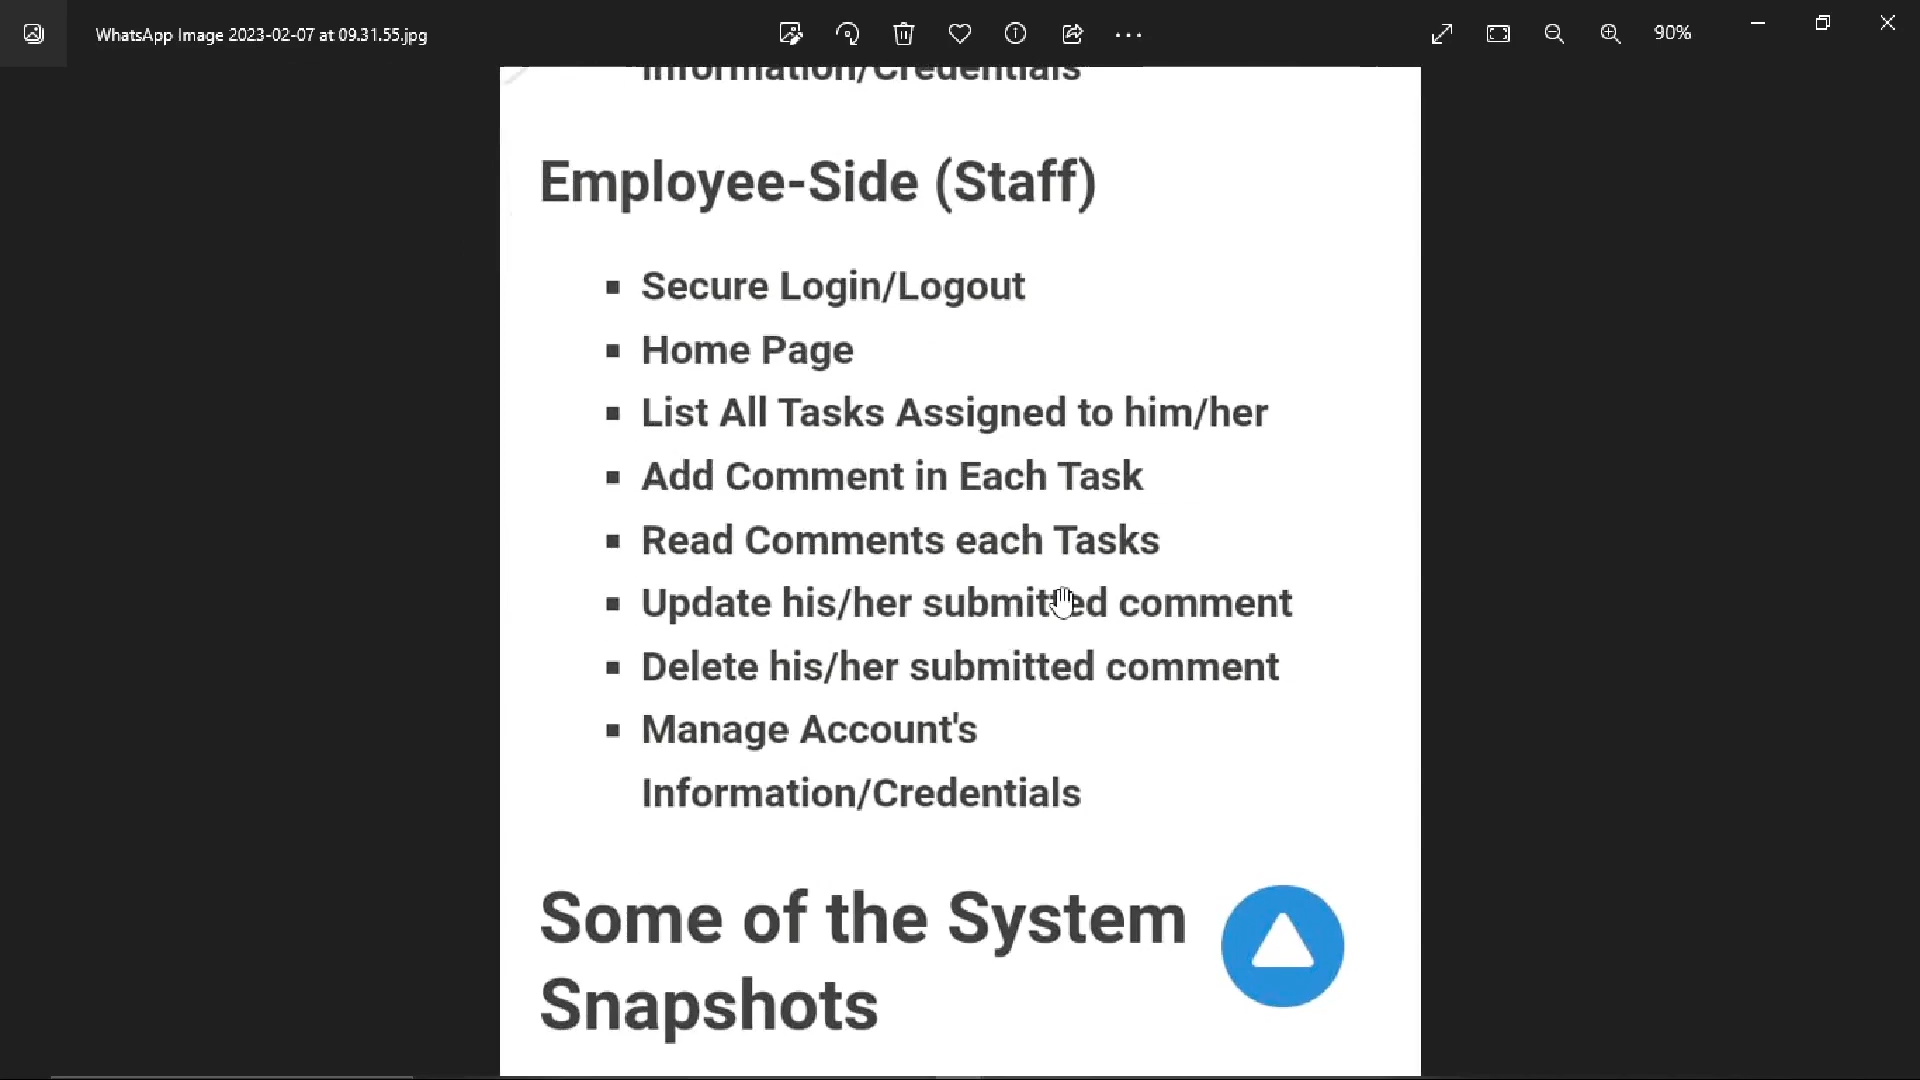 WhatsApp Image 2023-02-07 at 09.31.55.jpg
90%
Information/Credentials
Employee-Side (Staff)
Secure Login/Logout
Home Page
List All Tasks Assigned to him/her
Add Comment in Each Task
Read Comments each Tasks
Update his/her submitted comment
Delete his/her submitted comment
Manage Account's
Information/Credentials
Some of the System
Snapshots